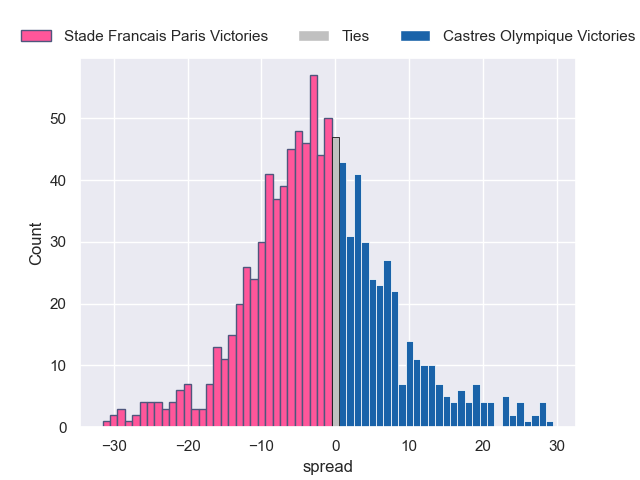 Stade Francais Paris Victories Ties Castres Olympique Victories
50
40
30
20
10
0
Count
−30 −20 −10 0 10 20 30
spread